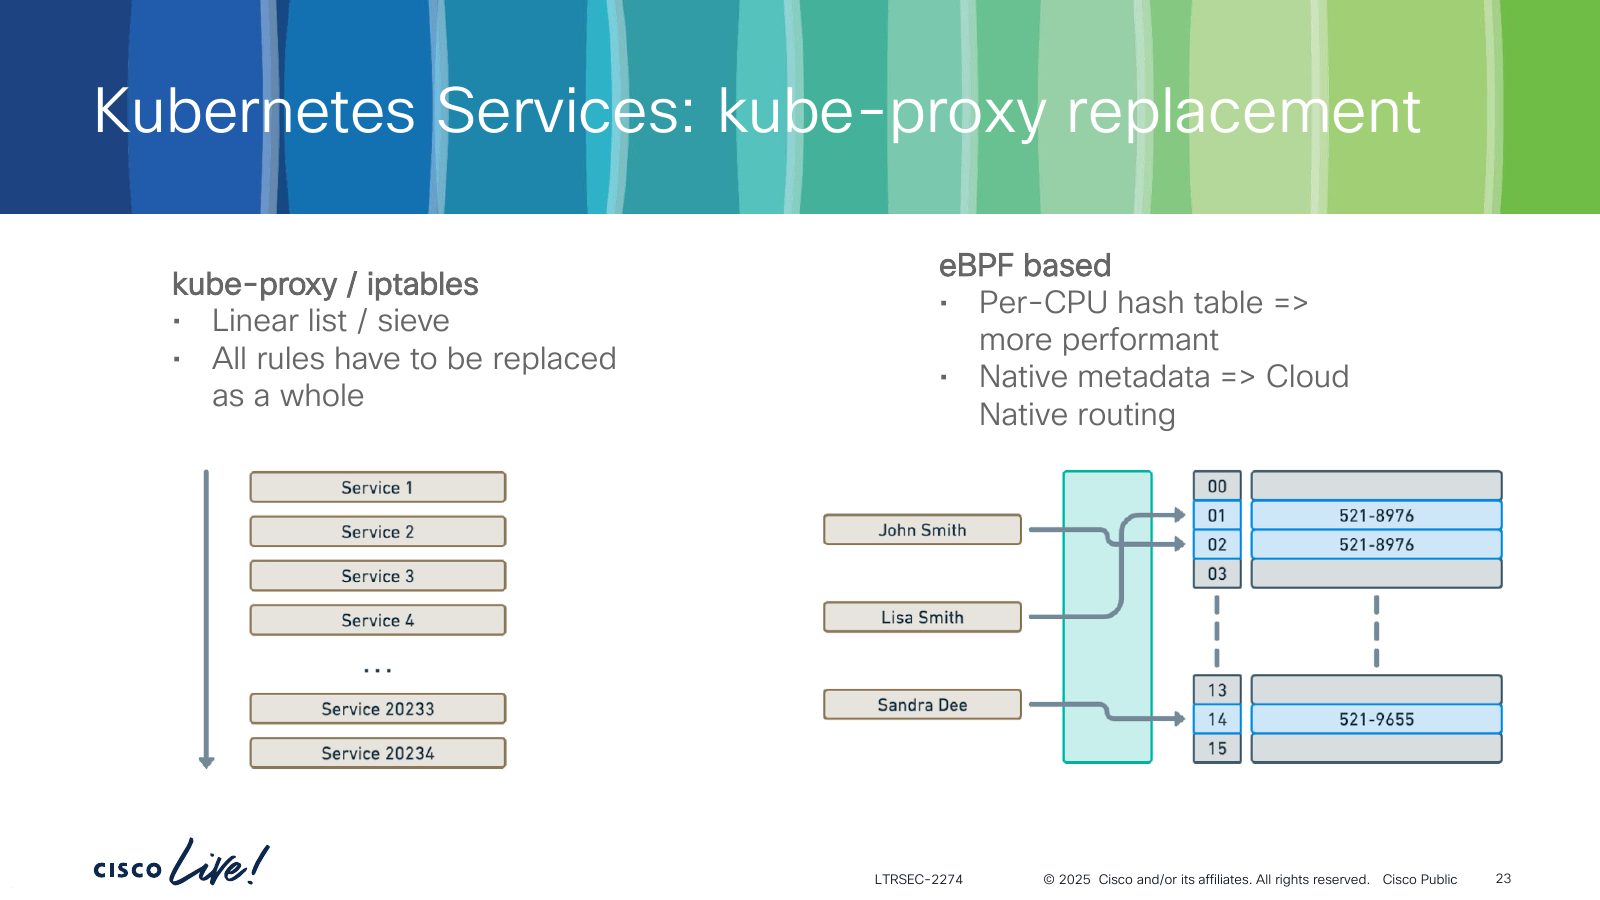 Kubernetes Services: kube-proxy replacement
kube-proxy / iptables
▪ Linear list / sieve
▪ All rules have to be replaced
as a whole
eBPF based
▪ Per-CPU hash table =>
more performant
▪ Native metadata => Cloud
Native routing
Service 1
Service 2
Service 3
Service 4
...
Service 20233
Service 20234
John Smith
Lisa Smith
Sandra Dee
00
01 521-8976
02 521-8976
03
13
14 521-9655
15
CISCO Live!
LTRSEC-2274
© 2025 Cisco and/or its affiliates. All rights reserved. Cisco Public
23